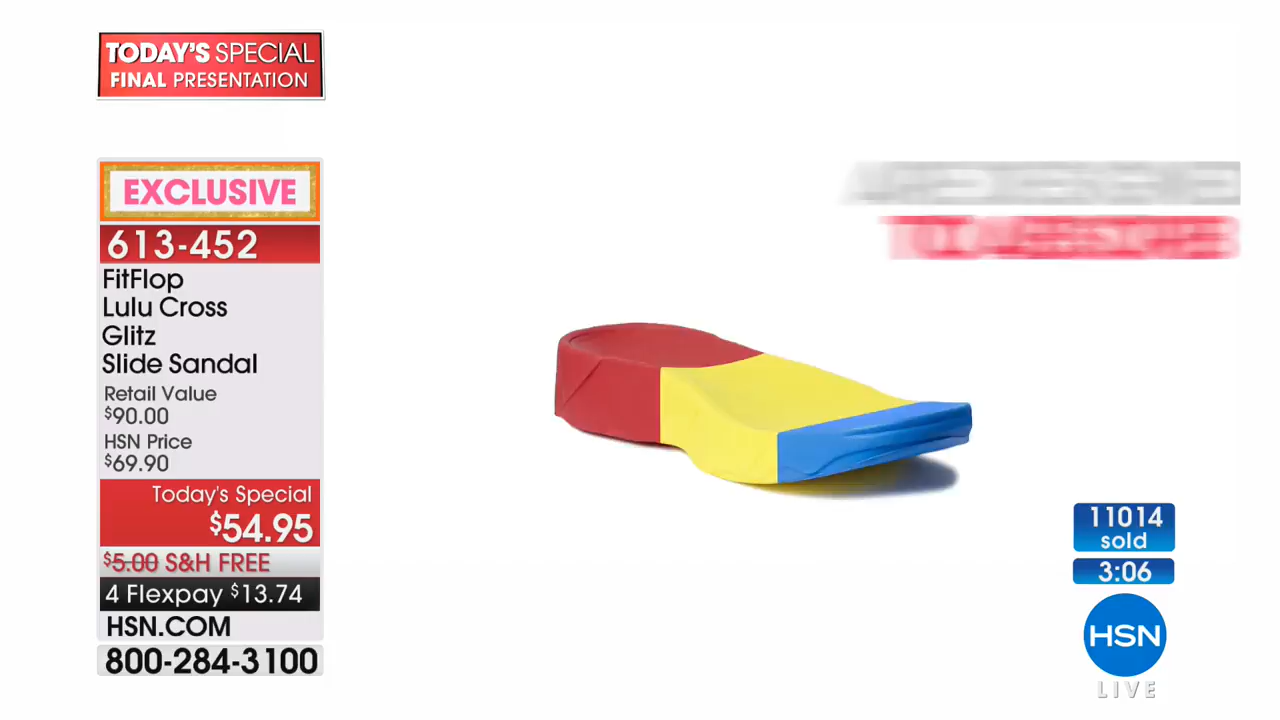 TODAY'S SPECIAL
FINAL PRESENTATION
EXCLUSIVE
613-452
FitFlop
Lulu Cross
Glitz
Slide Sandal
Retail Value
$90.00
HSN Price
$69.90
Today's Special
$54.95
$5.00 S&H FREE
4 Flexpay $13.74
HSN.COM
800-284-3100
11014
sold
3:06
HSN
LIVE